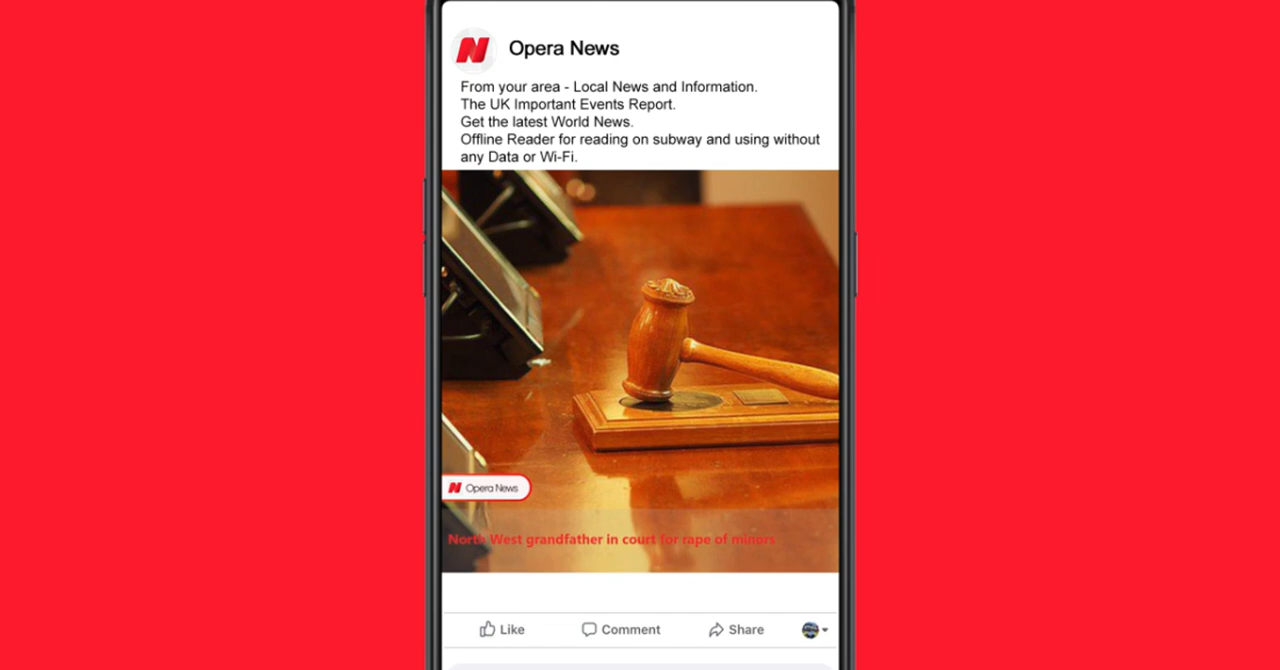 Opera News
From your area - Local News and Information.
The UK Important Events Report.
Get the latest World News.
Offline Reader for reading on subway and using without
any Data or Wi-Fi.
Opera News
North West grandfather in court for rape of minors
Like Comment Share